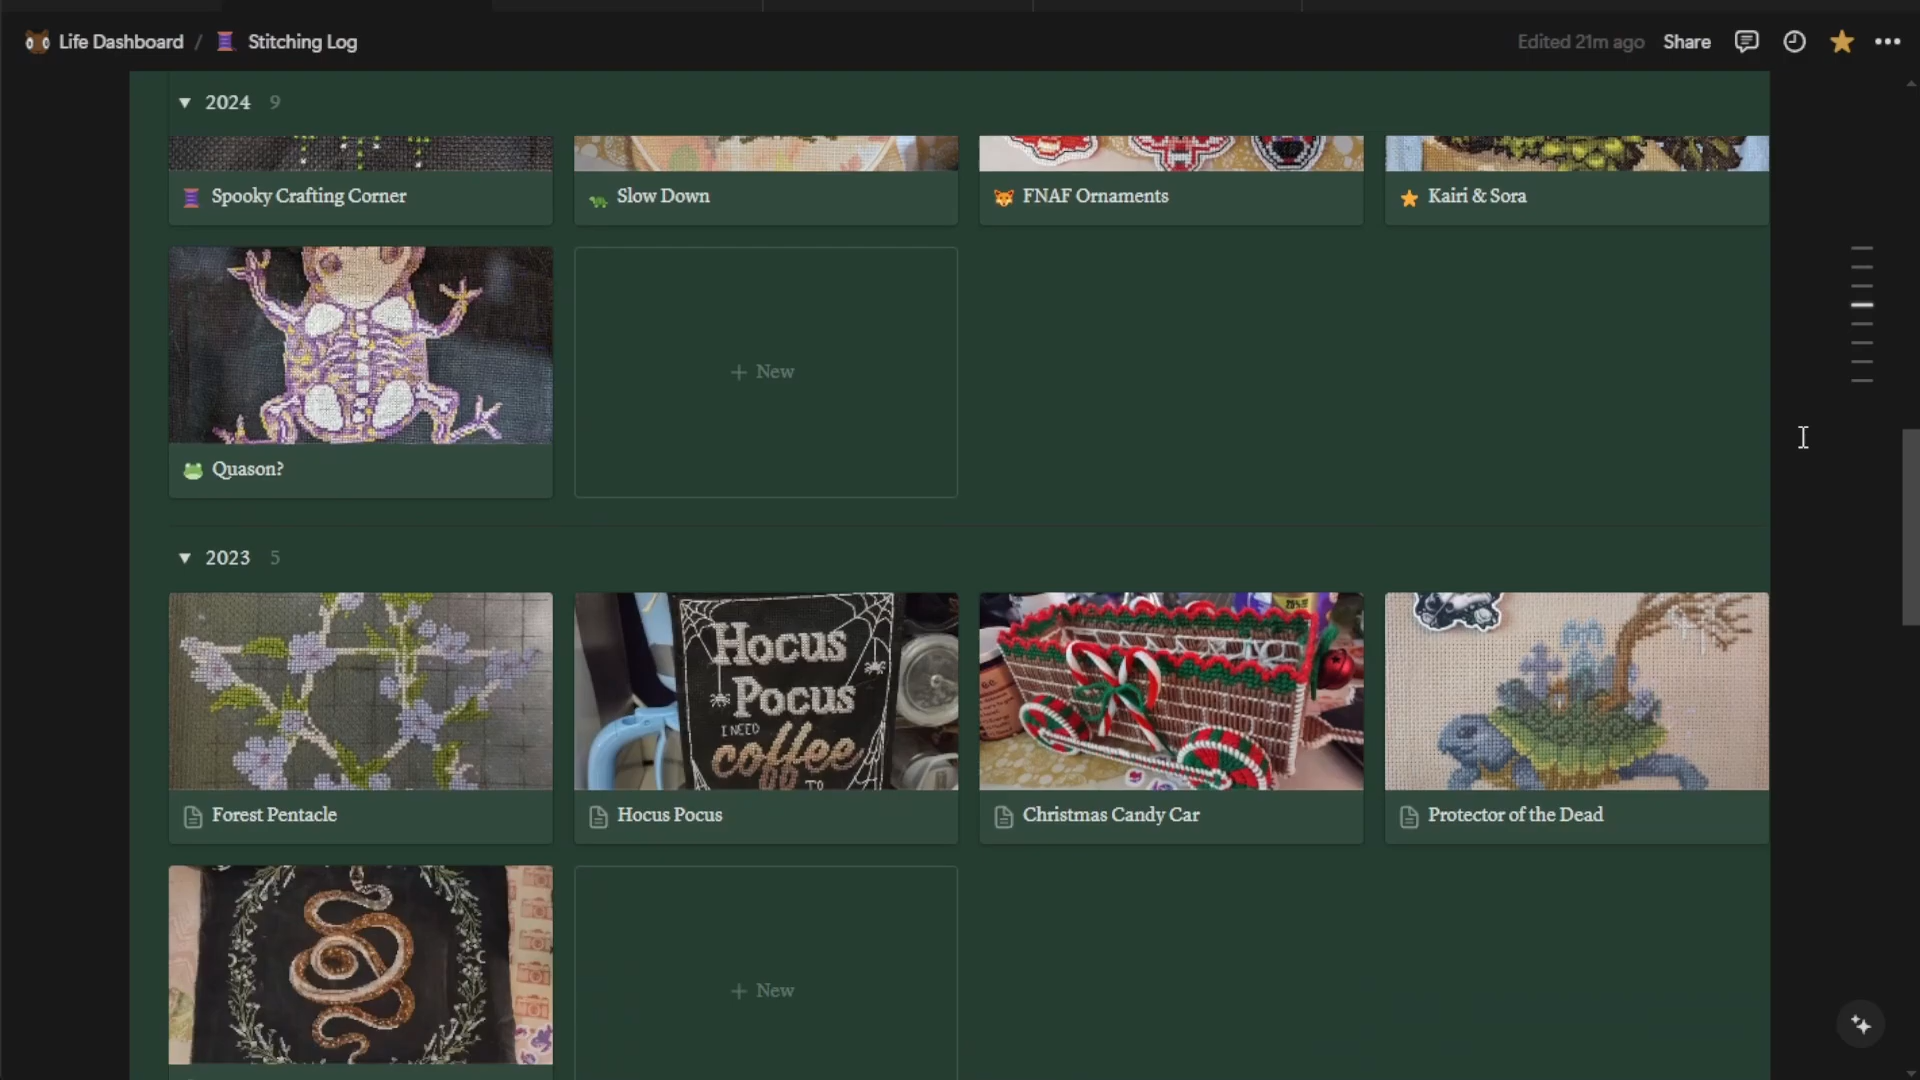 Life Dashboard / Stitching Log
Edited 21m ago Share
2024 9
Spooky Crafting Corner
Slow Down
FNAF Ornaments
Kairi & Sora
Quason?
+ New
2023 5
Hocus
Pocus
I NEED
coffee
TO
Forest Pentacle
Hocus Pocus
Christmas Candy Car
Protector of the Dead
+ New